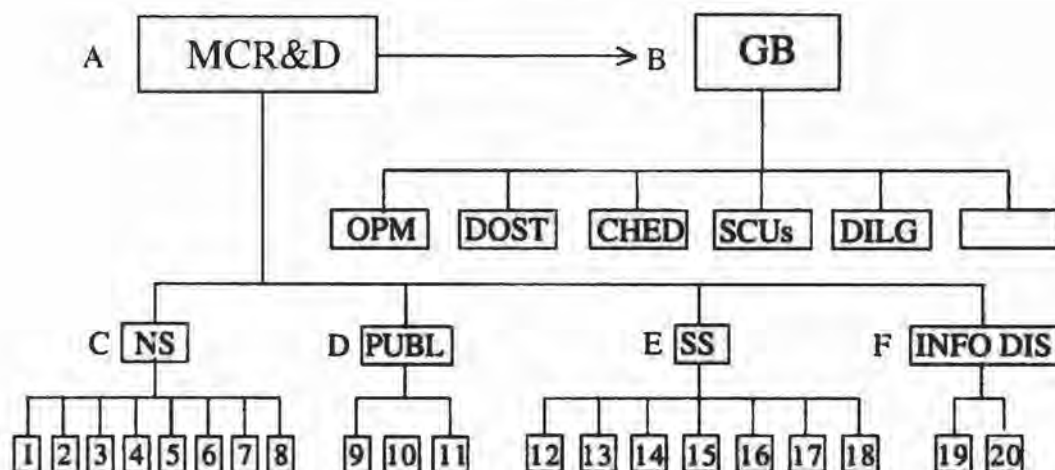 A MCR&D B GB
OPM DOST CHED SCUs DILG
C NS D PUBL E SS F INFO DIS
1 2 3 4 5 6 7 8 9 10 11 12 13 14 15 16 17 18 19 20